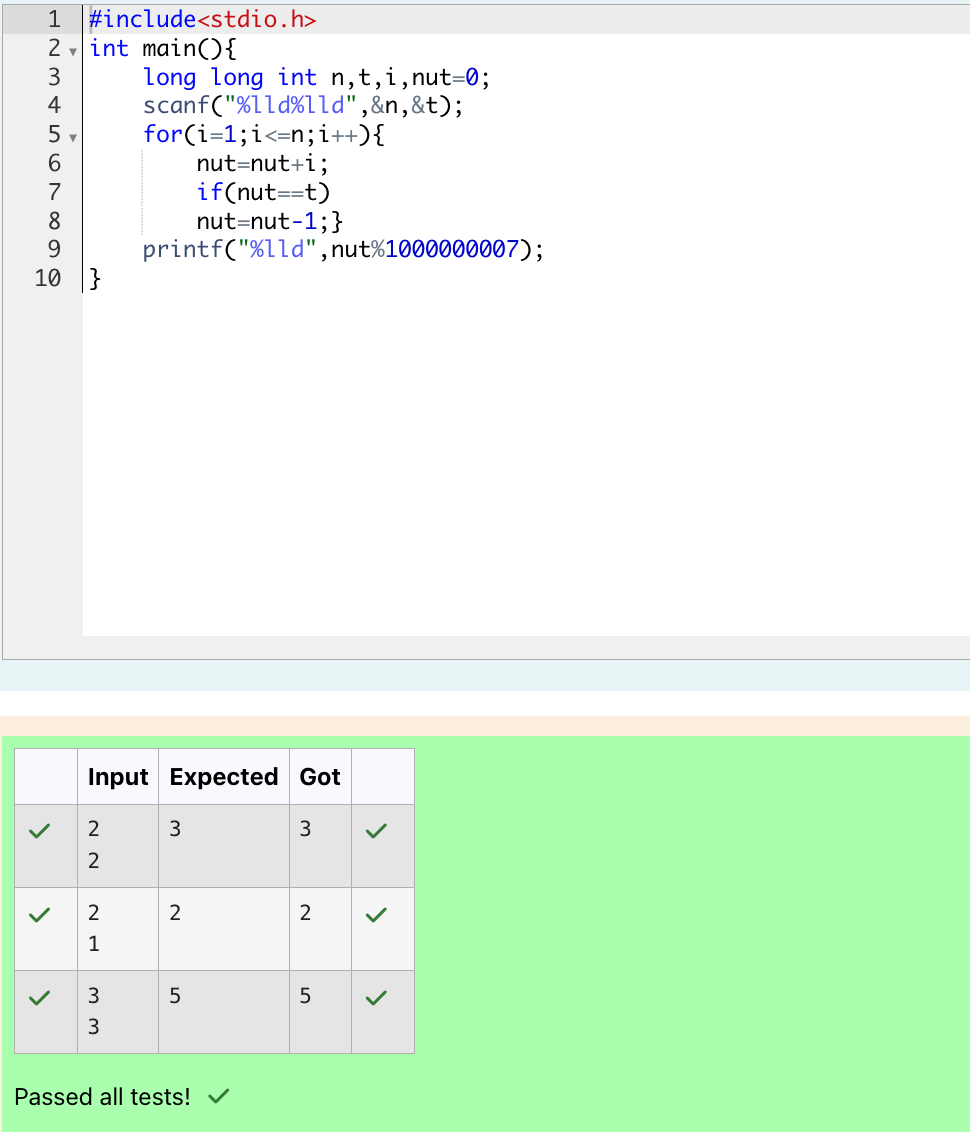 1 #include<stdio.h>
2 int main(){
3     long long int n,t,i,nut=0;
4     scanf("%lld%lld",&n,&t);
5     for(i=1;i<=n;i++){
6         nut=nut+i;
7         if(nut==t)
8         nut=nut-1;}
9     printf("%lld",nut%1000000007);
10 }
Input Expected Got
2 3 3
2
2 2 2
1
3 5 5
3
Passed all tests!